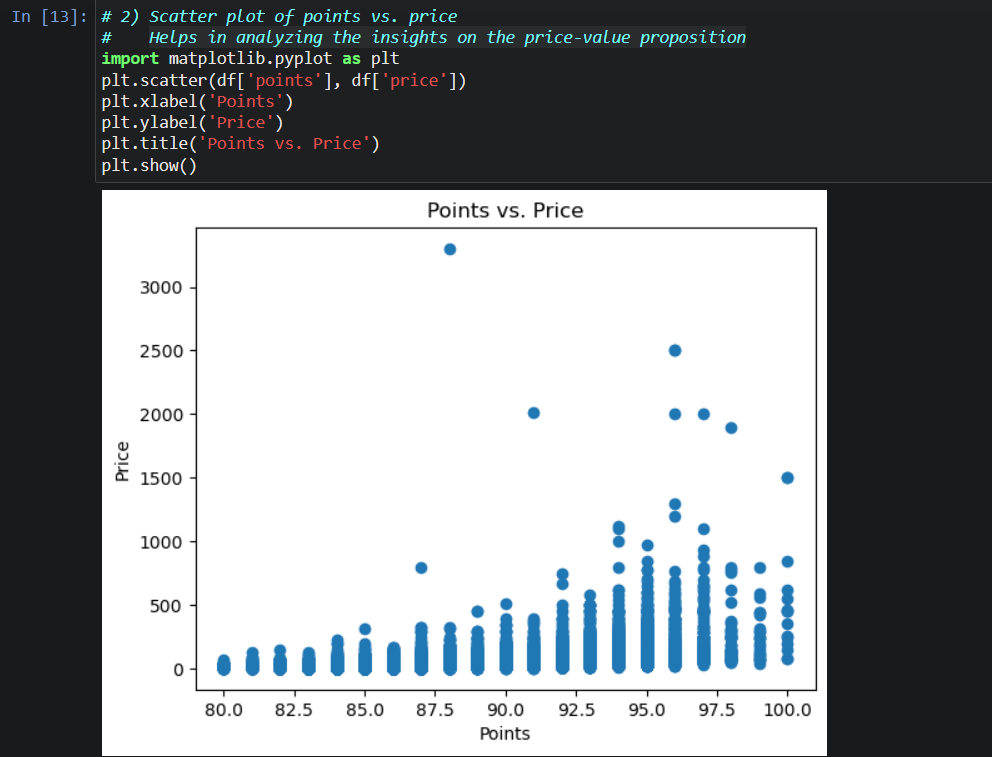 In [13]: # 2) Scatter plot of points vs. price
#    Helps in analyzing the insights on the price-value proposition
import matplotlib.pyplot as plt
plt.scatter(df['points'], df['price'])
plt.xlabel('Points')
plt.ylabel('Price')
plt.title('Points vs. Price')
plt.show()
Points vs. Price
3000
2500
2000
1500
1000
500
0
Price
80.0 82.5 85.0 87.5 90.0 92.5 95.0 97.5 100.0
Points